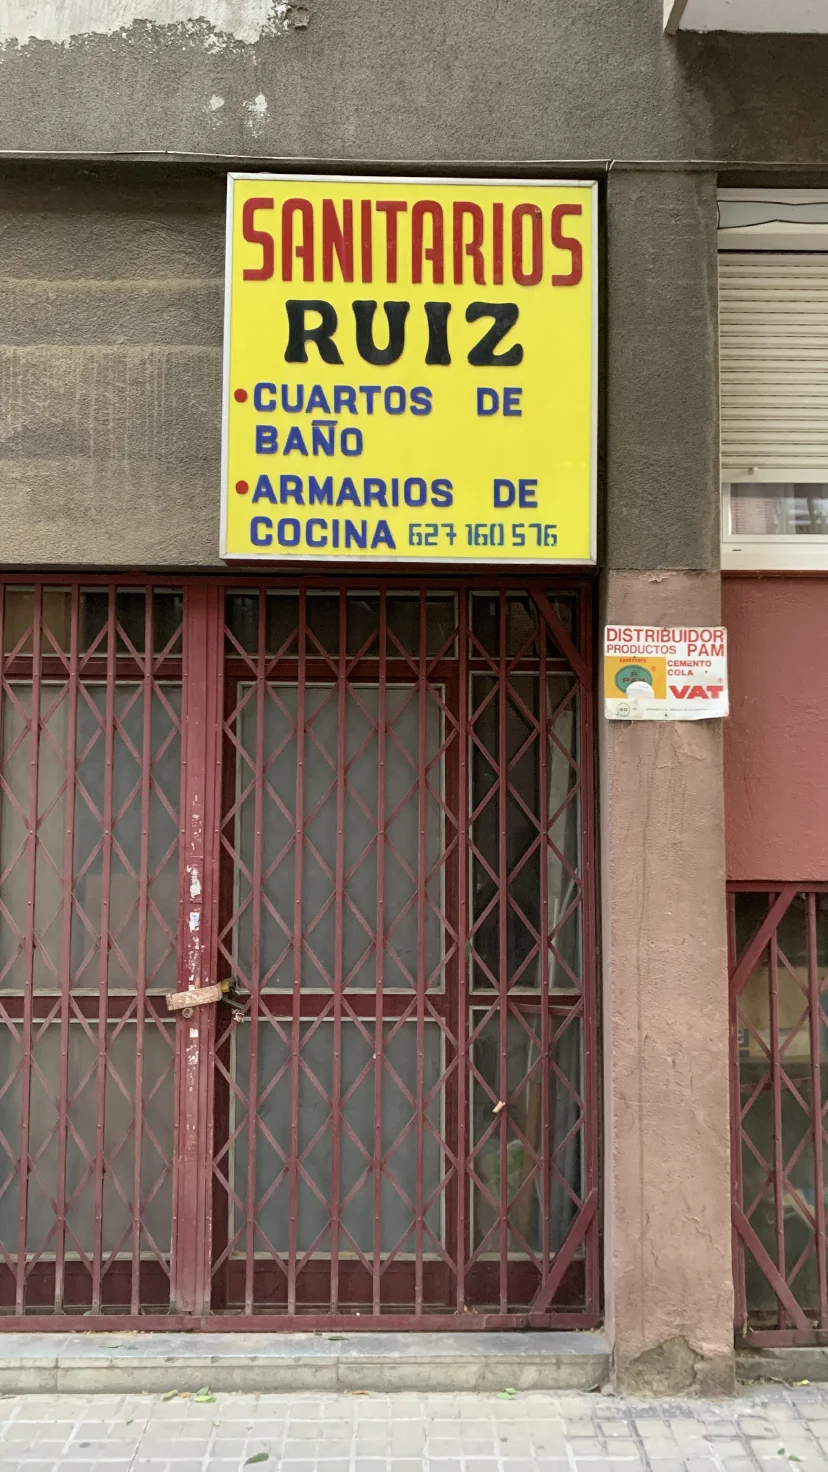 SANITARIOS
RUIZ
•CUARTOS DE
BAÑO
•ARMARIOS DE
COCINA 627 160 576
DISTRIBUIDOR
PRODUCTOS PAM
CEMENTO
COLA
VAT